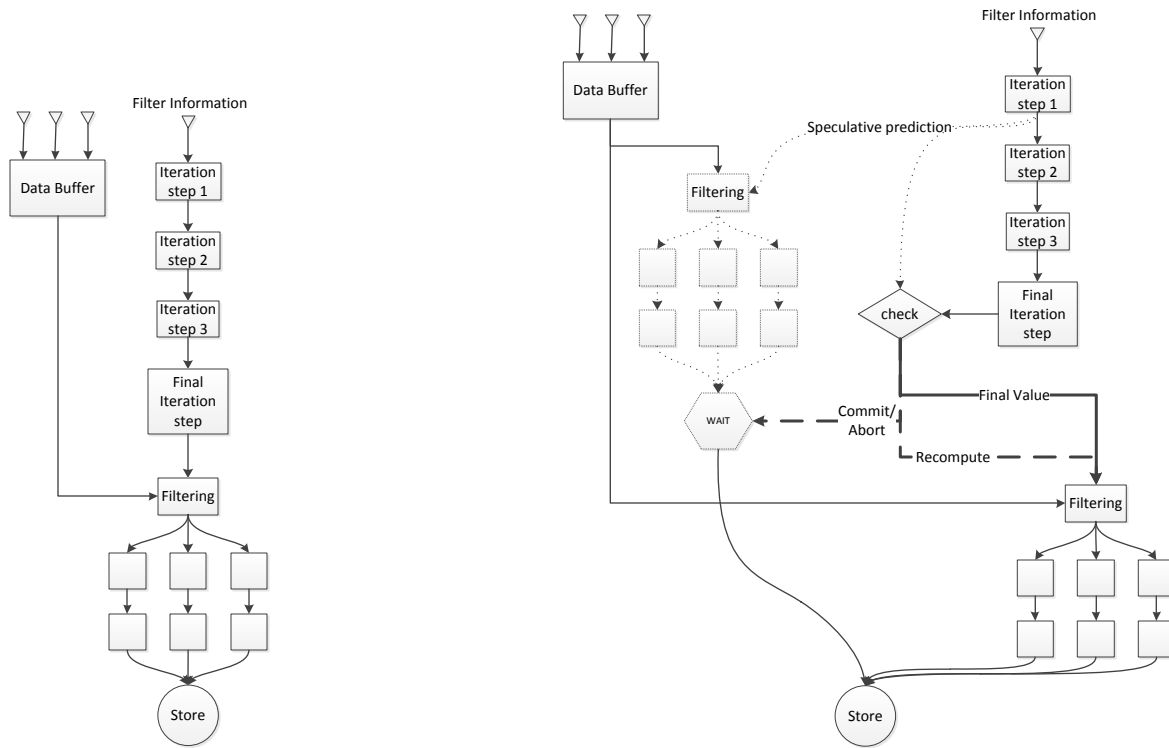 Filter Information
Data Buffer
Iteration
step 1
Iteration
step 2
Iteration
step 3
Final
Iteration
step
Filtering
Store
Filter Information
Data Buffer
Iteration
step 1
Speculative prediction
Iteration
step 2
Filtering
Iteration
step 3
Final
Iteration
step
check
Final Value
WAIT
Commit/
Abort
Recompute
Filtering
Store